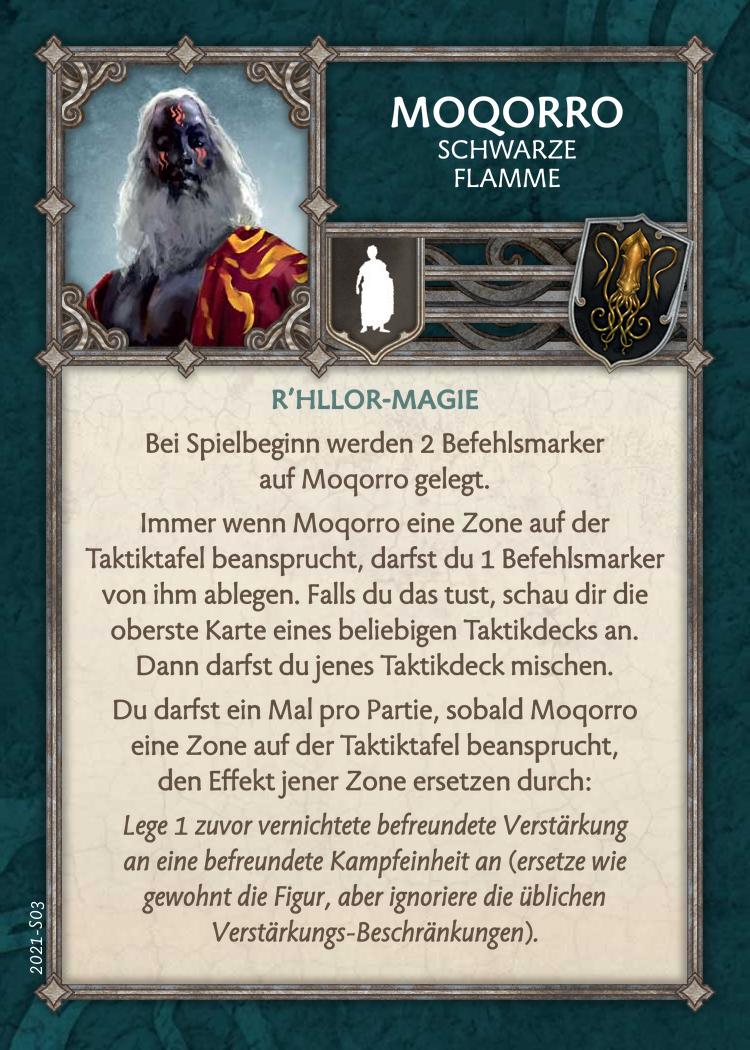 MOQORRO
SCHWARZE
FLAMME
R'HLLOR-MAGIE
Bei Spielbeginn werden 2 Befehlsmarker
auf Moqorro gelegt.
Immer wenn Moqorro eine Zone auf der
Taktiktafel beansprucht, darfst du 1 Befehlsmarker
von ihm ablegen. Falls du das tust, schau dir die
oberste Karte eines beliebigen Taktikdecks an.
Dann darfst du jenes Taktikdeck mischen.
Du darfst ein Mal pro Partie, sobald Moqorro
eine Zone auf der Taktiktafel beansprucht,
den Effekt jener Zone ersetzen durch:
Lege 1 zuvor vernichtete befreundete Verstärkung
an eine befreundete Kampfeinheit an (ersetze wie
gewohnt die Figur, aber ignoriere die üblichen
Verstärkungs-Beschränkungen).
2021-S03